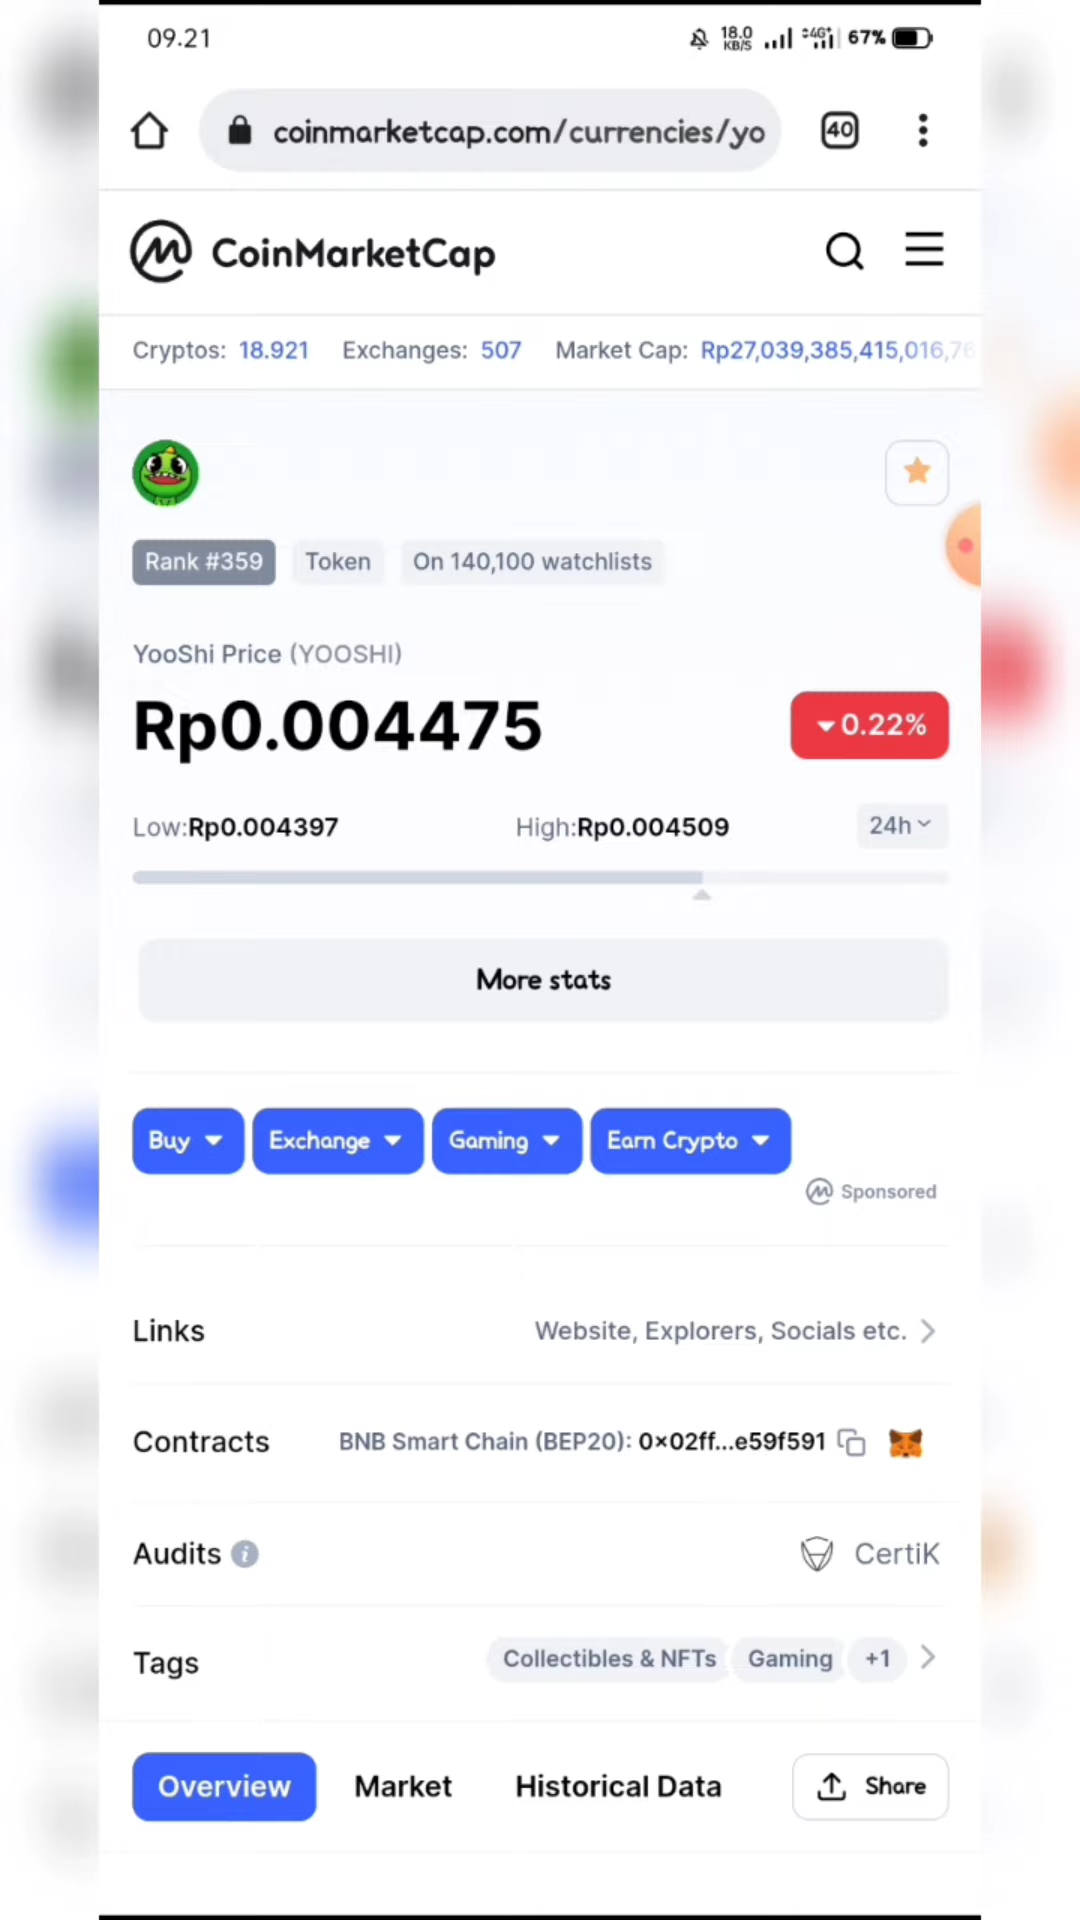 09.21
18.0 KB/S 4G+ 67%
coinmarketcap.com/currencies/yo
40
CoinMarketCap
Cryptos: 18.921 Exchanges: 507 Market Cap: Rp27,039,385,415,016,76
Rank #359 Token On 140,100 watchlists
YooShi Price (YOOSHI)
Rp0.004475
0.22%
Low:Rp0.004397 High:Rp0.004509 24h
More stats
Buy Exchange Gaming Earn Crypto
Sponsored
Links Website, Explorers, Socials etc.
Contracts BNB Smart Chain (BEP20): 0x02ff...e59f591
Audits CertiK
Tags Collectibles & NFTs Gaming +1
Overview Market Historical Data Share